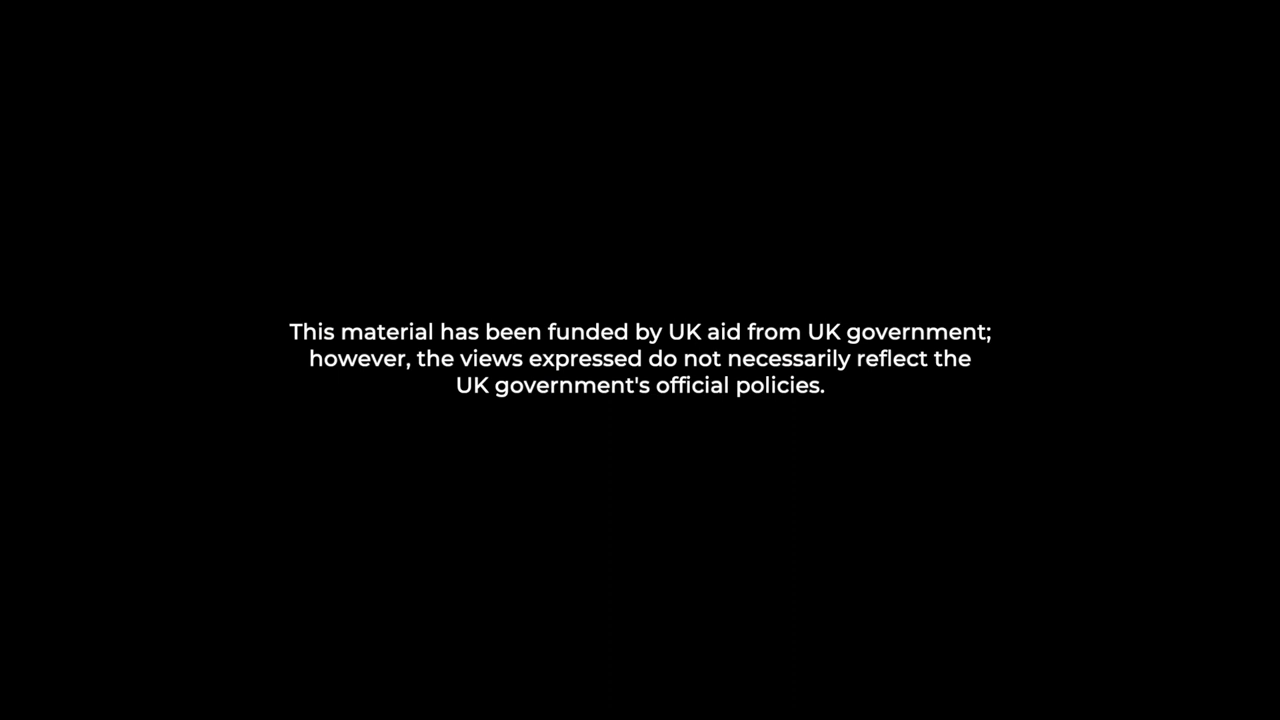 This material has been funded by UK aid from UK government;
however, the views expressed do not necessarily reflect the
UK government's official policies.